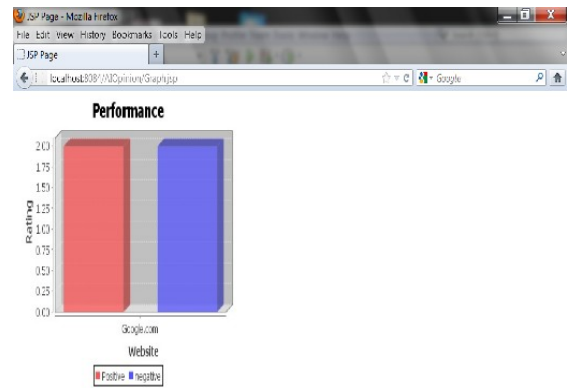 JSP Page - Mozilla Firefox
File Edit View History Bookmarks Tools Help
JSP Page
+
localhost:8084/AIOpinion/Graph.jsp
Google
Performance
2.00
1.75
1.50
1.25
1.00
0.75
0.50
0.25
0.00
Rating
Google.com
Website
Positive negative